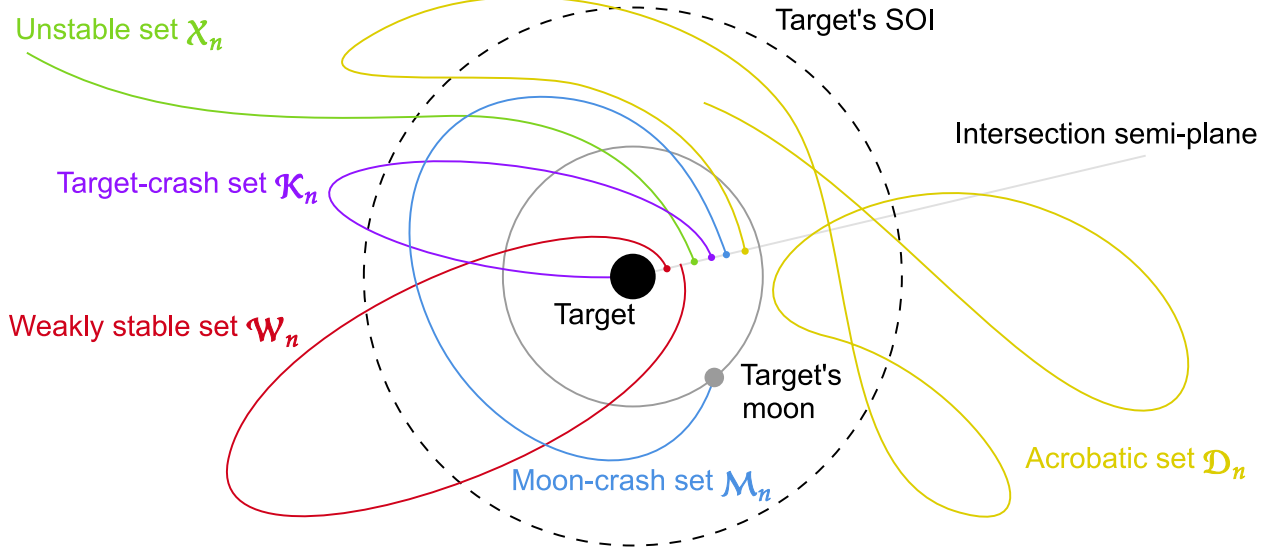 Target's SOI
Unstable set 𝒳ₙ
Intersection semi-plane
Target-crash set 𝒦ₙ
Target
Weakly stable set 𝒲ₙ
Target's
moon
Acrobatic set 𝒟ₙ
Moon-crash set ℳₙ